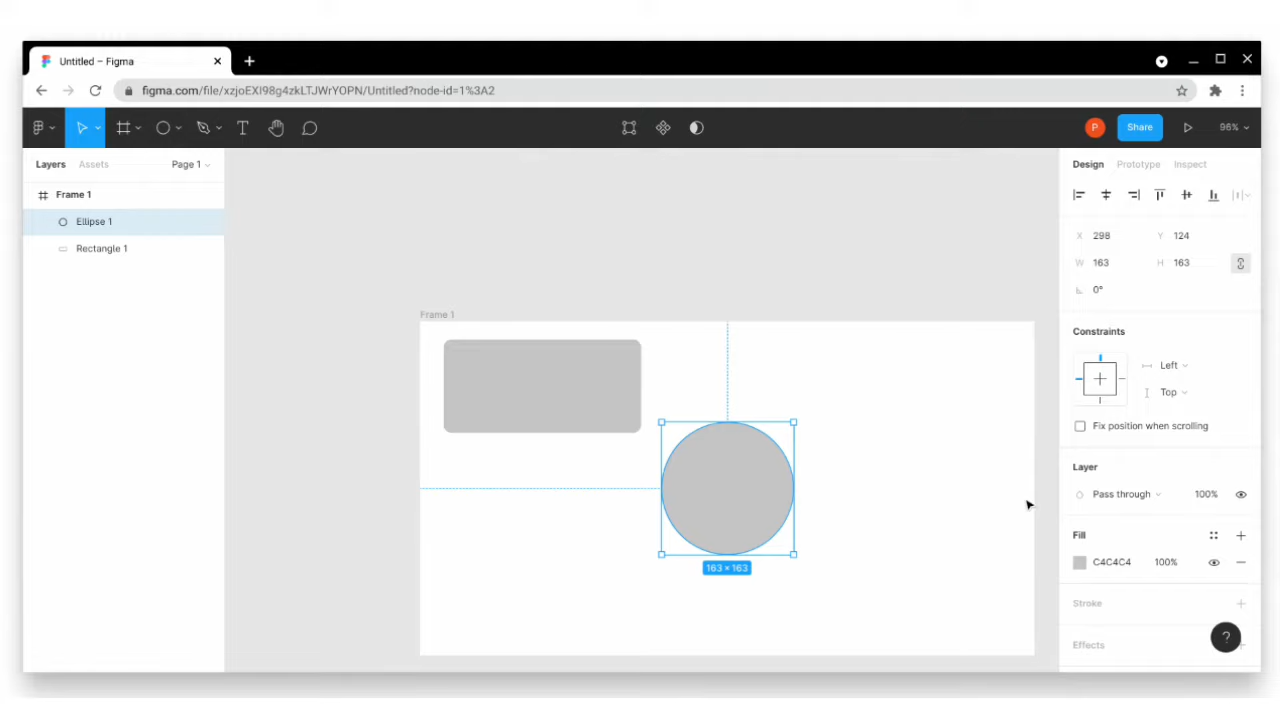 Untitled – Figma
figma.com/file/xzjoEXI98g4zkLTJWrYOPN/Untitled?node-id=1%3A2
P
Share
96%
Layers Assets Page 1
Design Prototype Inspect
Frame 1
Ellipse 1
Rectangle 1
X 298 Y 124
W 163 H 163
0°
Frame 1
Constraints
Left
Top
Fix position when scrolling
Layer
Pass through 100%
Fill
C4C4C4 100%
163 × 163
Stroke
?
Effects